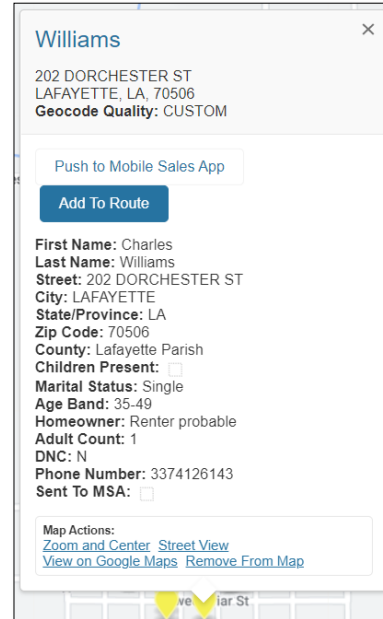 Williams
×
202 DORCHESTER ST
LAFAYETTE, LA, 70506
Geocode Quality: CUSTOM
Push to Mobile Sales App
Add To Route
First Name: Charles
Last Name: Williams
Street: 202 DORCHESTER ST
City: LAFAYETTE
State/Province: LA
Zip Code: 70506
County: Lafayette Parish
Children Present:
Marital Status: Single
Age Band: 35-49
Homeowner: Renter probable
Adult Count: 1
DNC: N
Phone Number: 3374126143
Sent To MSA:
Map Actions:
Zoom and Center Street View
View on Google Maps Remove From Map
St